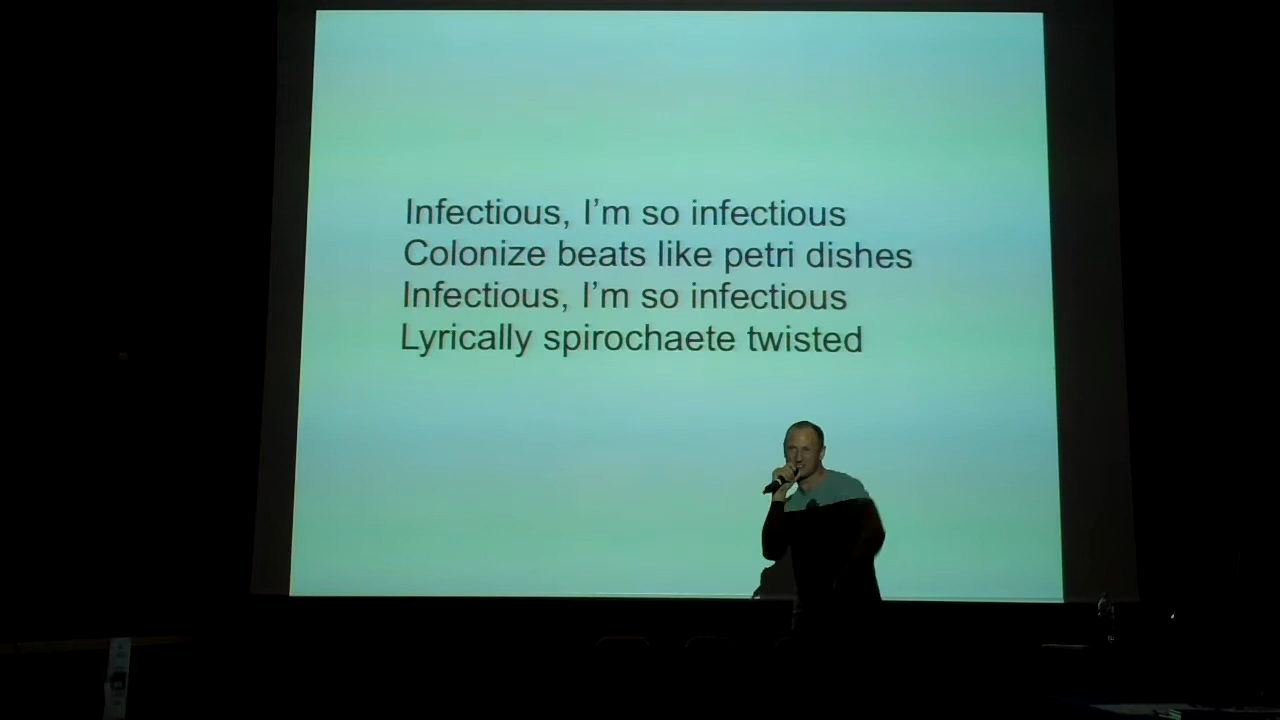 Infectious, I’m so infectious
Colonize beats like petri dishes
Infectious, I’m so infectious
Lyrically spirochaete twisted